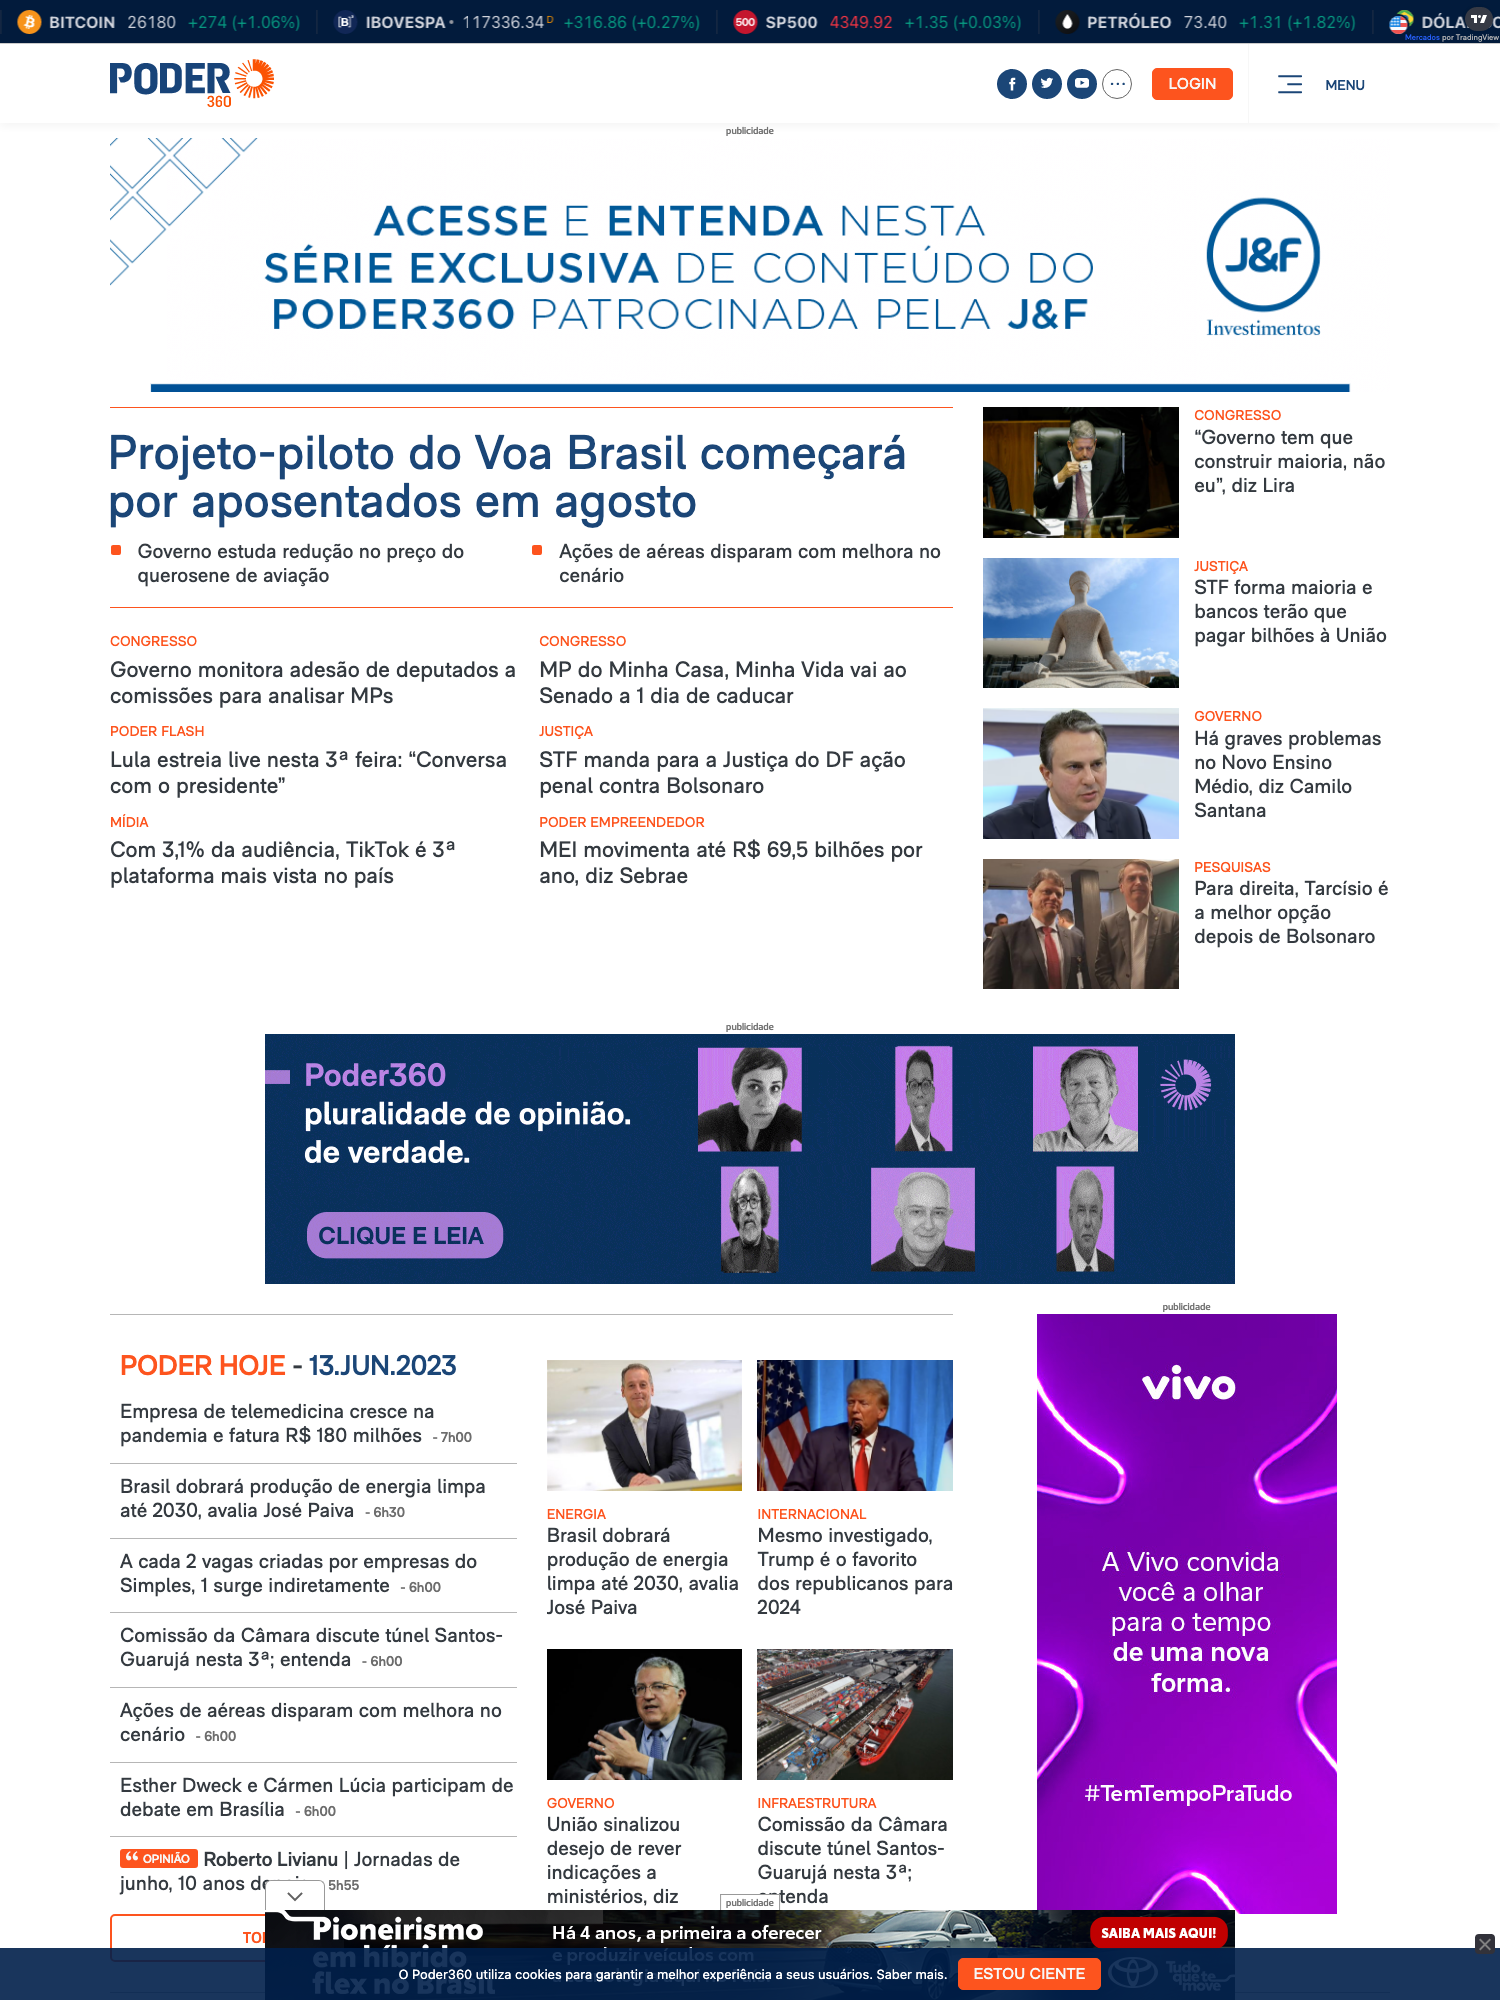 BITCOIN 26180 +274 (+1.06%)
IBOVESPA 117336.34 D +316.86 (+0.27%)
500 SP500 4349.92 +1.35 (+0.03%)
PETRÓLEO 73.40 +1.31 (+1.82%)
Mercados por TradingView
PODER
360
LOGIN
MENU
publicidade
ACESSE E ENTENDA NESTA
SÉRIE EXCLUSIVA DE CONTEÚDO DO
PODER360 PATROCINADA PELA J&F
J&F
Investimentos
Projeto-piloto do Voa Brasil começará
por aposentados em agosto
Governo estuda redução no preço do
querosene de aviação
Ações de aéreas disparam com melhora no
cenário
CONGRESSO
Governo monitora adesão de deputados a
comissões para analisar MPs
CONGRESSO
MP do Minha Casa, Minha Vida vai ao
Senado a 1 dia de caducar
PODER FLASH
Lula estreia live nesta 3ª feira: “Conversa
com o presidente”
JUSTIÇA
STF manda para a Justiça do DF ação
penal contra Bolsonaro
MÍDIA
Com 3,1% da audiência, TikTok é 3ª
plataforma mais vista no país
PODER EMPREENDEDOR
MEI movimenta até R$ 69,5 bilhões por
ano, diz Sebrae
CONGRESSO
“Governo tem que
construir maioria, não
eu”, diz Lira
JUSTIÇA
STF forma maioria e
bancos terão que
pagar bilhões à União
GOVERNO
Há graves problemas
no Novo Ensino
Médio, diz Camilo
Santana
PESQUISAS
Para direita, Tarcísio é
a melhor opção
depois de Bolsonaro
publicidade
Poder360
pluralidade de opinião.
de verdade.
CLIQUE E LEIA
PODER HOJE - 13.JUN.2023
Empresa de telemedicina cresce na
pandemia e fatura R$ 180 milhões - 7h00
Brasil dobrará produção de energia limpa
até 2030, avalia José Paiva - 6h30
A cada 2 vagas criadas por empresas do
Simples, 1 surge indiretamente - 6h00
Comissão da Câmara discute túnel Santos-
Guarujá nesta 3ª; entenda - 6h00
Ações de aéreas disparam com melhora no
cenário - 6h00
Esther Dweck e Cármen Lúcia participam de
debate em Brasília - 6h00
OPINIÃO Roberto Livianu | Jornadas de
junho, 10 anos 5h55
ENERGIA
Brasil dobrará
produção de energia
limpa até 2030, avalia
José Paiva
INTERNACIONAL
Mesmo investigado,
Trump é o favorito
dos republicanos para
2024
GOVERNO
União sinalizou
desejo de rever
indicações a
ministérios, diz
INFRAESTRUTURA
Comissão da Câmara
discute túnel Santos-
Guarujá nesta 3ª;
entenda
publicidade
vivo
A Vivo convida
você a olhar
para o tempo
de uma nova
forma.
#TemTempoPraTudo
publicidade
Pioneirismo
em híbrido
flex no Brasil
Há 4 anos, a primeira a oferecer
e produzir veículos com
SAIBA MAIS AQUI!
Tudo
que te
move
O Poder360 utiliza cookies para garantir a melhor experiência a seus usuários. Saber mais.
ESTOU CIENTE